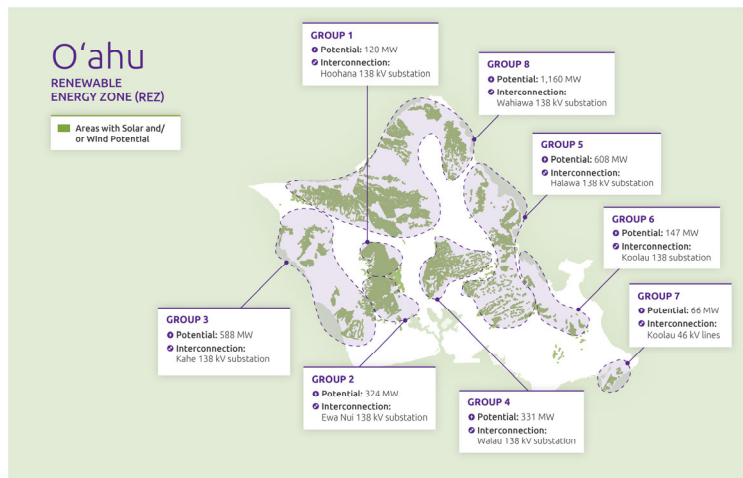 O‘ahu
RENEWABLE
ENERGY ZONE (REZ)
Areas with Solar and/
or Wind Potential
GROUP 1
Potential: 120 MW
Interconnection:
Hoohana 138 kV substation
GROUP 8
Potential: 1,160 MW
Interconnection:
Wahiawa 138 kV substation
GROUP 5
Potential: 608 MW
Interconnection:
Halawa 138 kV substation
GROUP 6
Potential: 147 MW
Interconnection:
Koolau 138 substation
GROUP 7
Potential: 66 MW
Interconnection:
Koolau 46 kV lines
GROUP 3
Potential: 588 MW
Interconnection:
Kahe 138 kV substation
GROUP 2
Potential: 324 MW
Interconnection:
Ewa Nui 138 kV substation
GROUP 4
Potential: 331 MW
Interconnection:
Waiau 138 kV substation